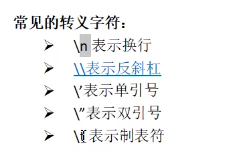 常见的转义字符：
➤ \n 表示换行
➤ \\表示反斜杠
➤ \’表示单引号
➤ \”表示双引号
➤ \t 表示制表符